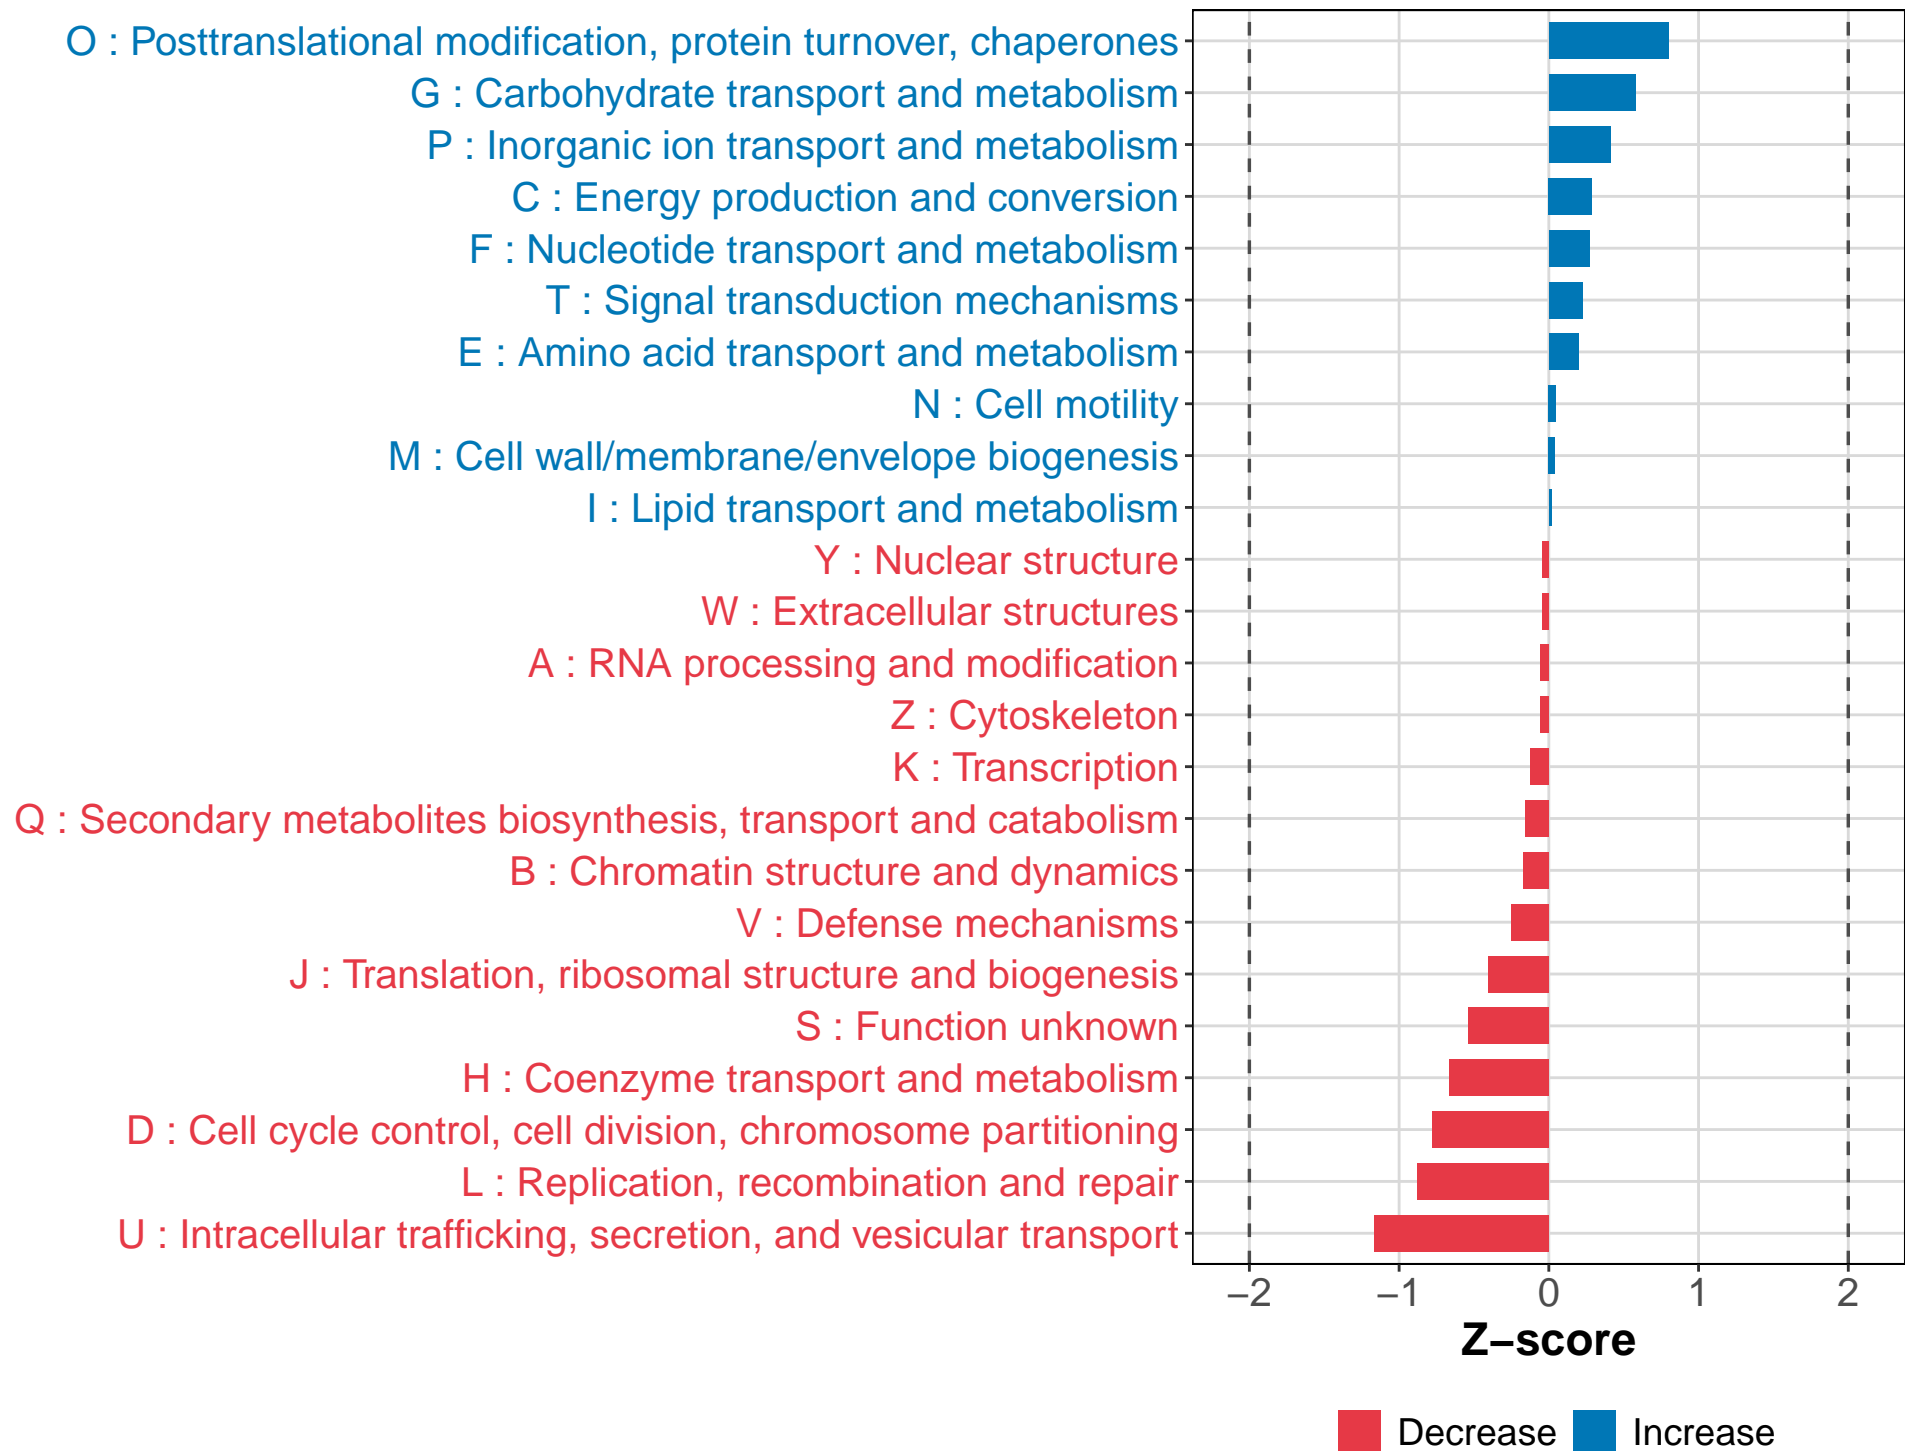 O : Posttranslational modification, protein turnover, chaperones
G : Carbohydrate transport and metabolism
P : Inorganic ion transport and metabolism
C : Energy production and conversion
F : Nucleotide transport and metabolism
T : Signal transduction mechanisms
E : Amino acid transport and metabolism
N : Cell motility
M : Cell wall/membrane/envelope biogenesis
I : Lipid transport and metabolism
Y : Nuclear structure
W : Extracellular structures
A : RNA processing and modification
Z : Cytoskeleton
K : Transcription
Q : Secondary metabolites biosynthesis, transport and catabolism
B : Chromatin structure and dynamics
V : Defense mechanisms
J : Translation, ribosomal structure and biogenesis
S : Function unknown
H : Coenzyme transport and metabolism
D : Cell cycle control, cell division, chromosome partitioning
L : Replication, recombination and repair
U : Intracellular trafficking, secretion, and vesicular transport
−2 −1 0 1 2
Z−score
Decrease Increase